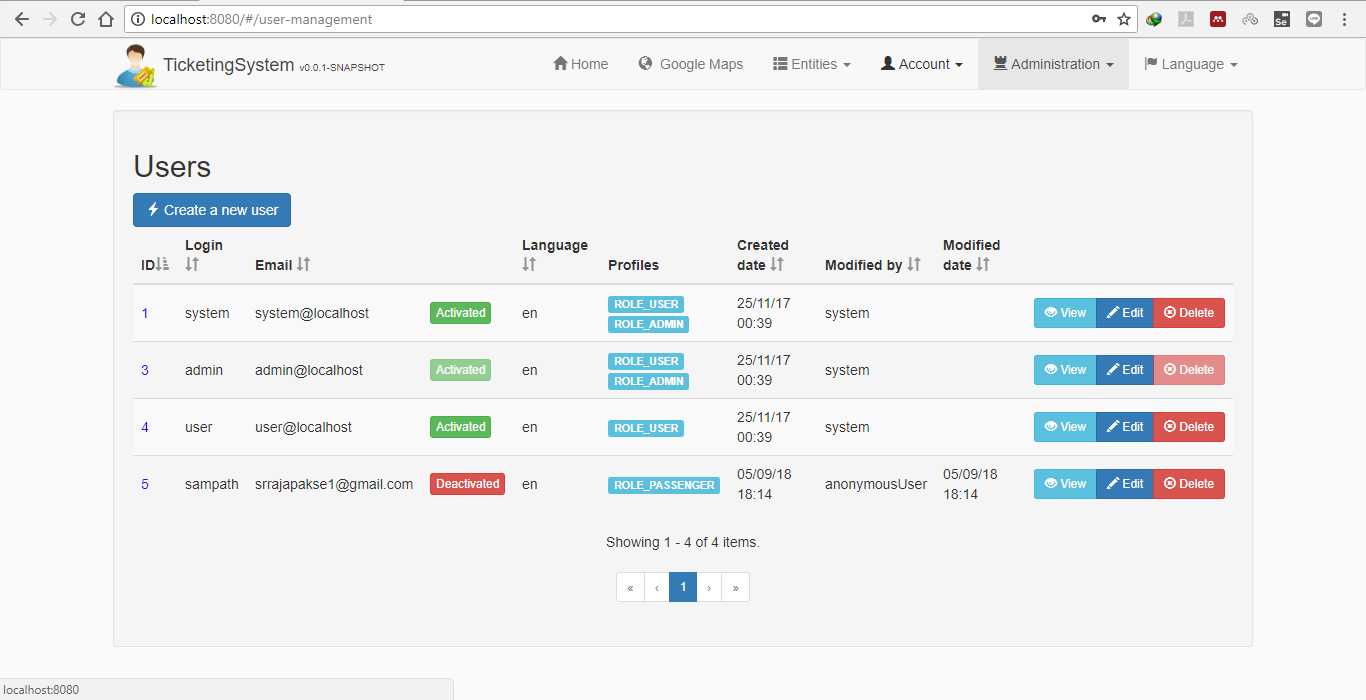 localhost:8080/#/user-management
Se
TicketingSystem v0.0.1-SNAPSHOT
Home
Google Maps
Entities
Account
Administration
Language
Users
Create a new user
ID
Login
Email
Language
Profiles
Created
date
Modified by
Modified
date
1
system
system@localhost
Activated
en
ROLE_USER
ROLE_ADMIN
25/11/17
00:39
system
View
Edit
Delete
3
admin
admin@localhost
Activated
en
ROLE_USER
ROLE_ADMIN
25/11/17
00:39
system
View
Edit
Delete
4
user
user@localhost
Activated
en
ROLE_USER
25/11/17
00:39
system
View
Edit
Delete
5
sampath
srrajapakse1@gmail.com
Deactivated
en
ROLE_PASSENGER
05/09/18
18:14
anonymousUser
05/09/18
18:14
View
Edit
Delete
Showing 1 - 4 of 4 items.
« ‹ 1 › »
localhost:8080